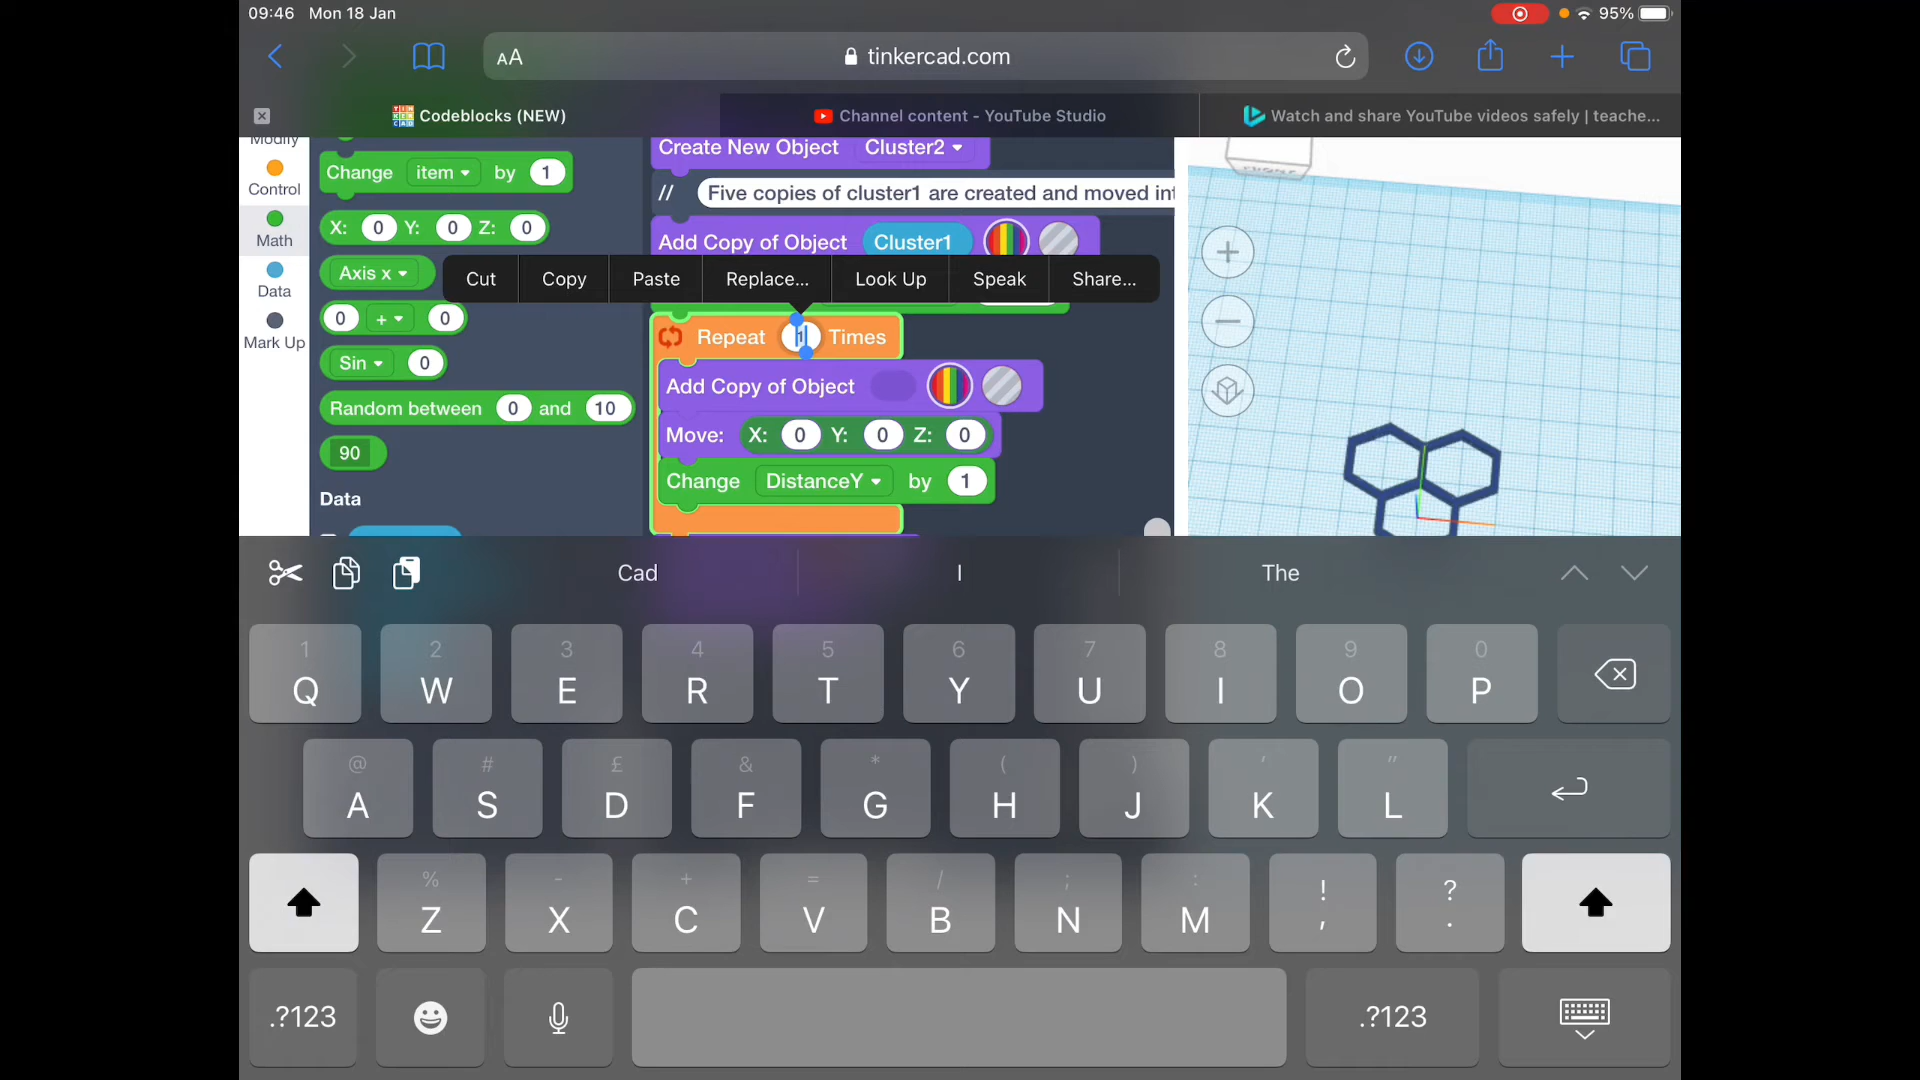 09:46 Mon 18 Jan
95%
AA
tinkercad.com
Codeblocks (NEW)
Channel content - YouTube Studio
Watch and share YouTube videos safely | teache...
Modify
Control
Math
Data
Mark Up
Change item by 1
X: 0 Y: 0 Z: 0
Axis x
0 + 0
Sin 0
Random between 0 and 10
90
Data
Create New Object Cluster2
// Five copies of cluster1 are created and moved int
Add Copy of Object Cluster1
Cut Copy Paste Replace... Look Up Speak Share...
Repeat 1 Times
Add Copy of Object
Move: X: 0 Y: 0 Z: 0
Change DistanceY by 1
Cad I The
1 2 3 4 5 6 7 8 9 0
Q W E R T Y U I O P
@ # £ & * ( ) ' "
A S D F G H J K L
% - + = / ; : ! ?
Z X C V B N M , .
.?123 .?123